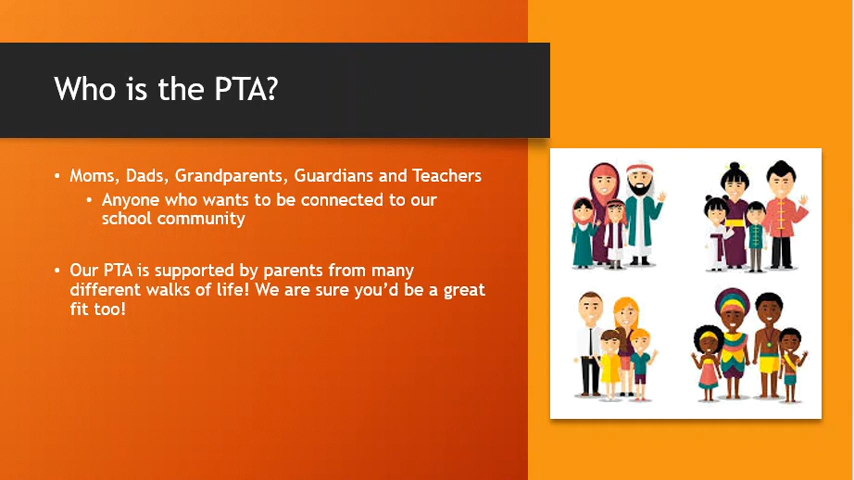 Who is the PTA?
• Moms, Dads, Grandparents, Guardians and Teachers
• Anyone who wants to be connected to our
school community
• Our PTA is supported by parents from many
different walks of life! We are sure you’d be a great
fit too!